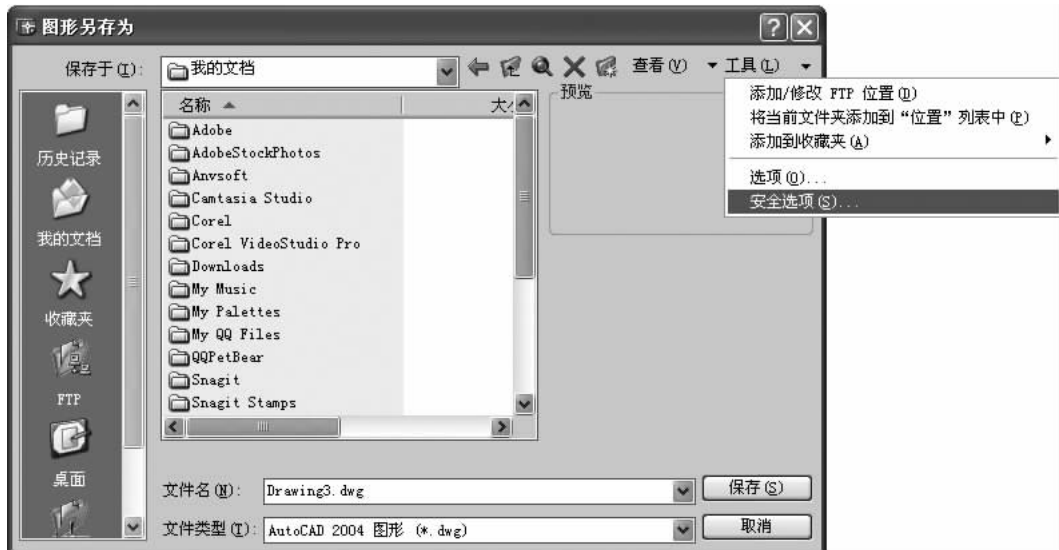 图形另存为
保存于(I):
我的文档
查看(V)
工具(L)
历史记录
我的文档
收藏夹
FTP
桌面
名称
大小
Adobe
AdobeStockPhotos
Anvsoft
Camtasia Studio
Corel
Corel VideoStudio Pro
Downloads
My Music
My Palettes
My QQ Files
QQPetBear
Snagit
Snagit Stamps
预览
添加/修改 FTP 位置(D)
将当前文件夹添加到“位置”列表中(P)
添加到收藏夹(A)
选项(O)...
安全选项(S)...
文件名(N):
Drawing3.dwg
保存(S)
文件类型(T):
AutoCAD 2004 图形 (*.dwg)
取消